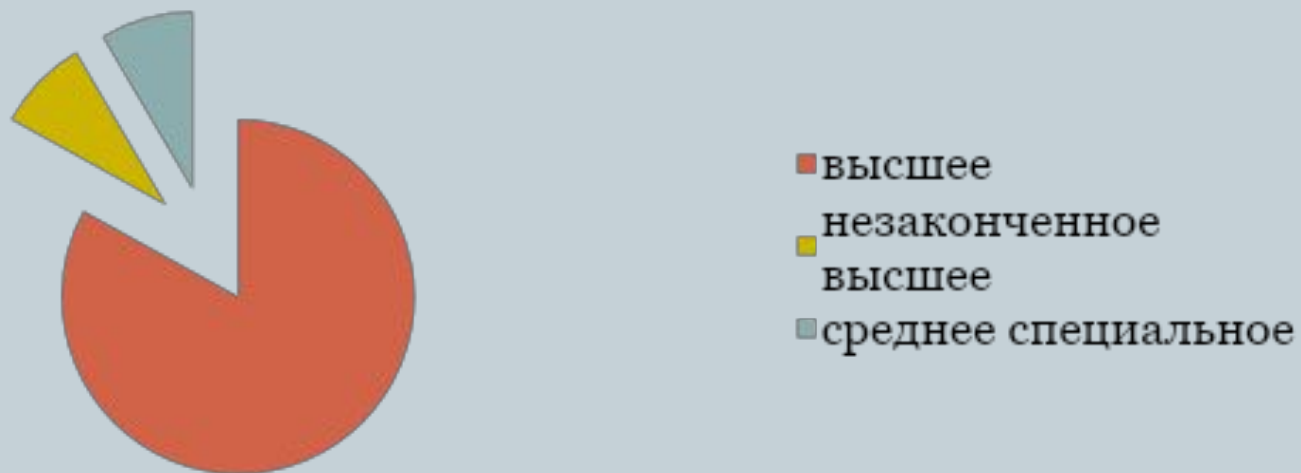 высшее
незаконченное
высшее
среднее специальное